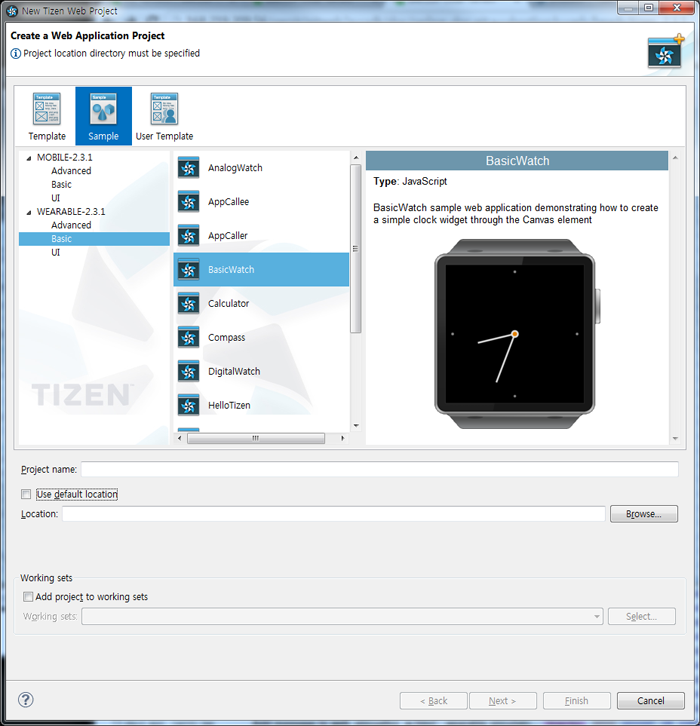 New Tizen Web Project
Create a Web Application Project
Project location directory must be specified
Template
Sample
User Template
MOBILE-2.3.1
Advanced
Basic
UI
WEARABLE-2.3.1
Advanced
Basic
UI
TIZEN™
AnalogWatch
AppCallee
AppCaller
BasicWatch
Calculator
Compass
DigitalWatch
HelloTizen
BasicWatch
Type: JavaScript
BasicWatch sample web application demonstrating how to create
a simple clock widget through the Canvas element
Project name:
Use default location
Location:
Browse...
Working sets
Add project to working sets
Working sets:
Select...
?
< Back
Next >
Finish
Cancel